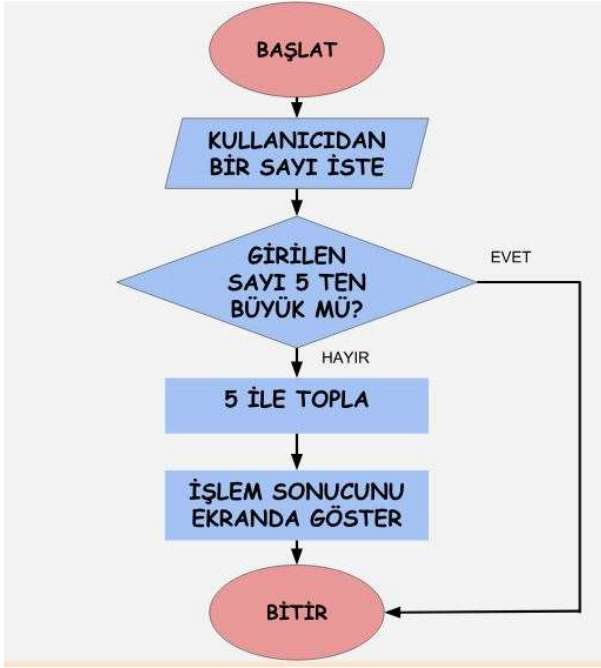 BAŞLAT
KULLANICIDAN
BİR SAYI İSTE
GİRİLEN
SAYI 5 TEN
BÜYÜK MÜ?
EVET
HAYIR
5 İLE TOPLA
İŞLEM SONUCUNU
EKRANDA GÖSTER
BİTİR